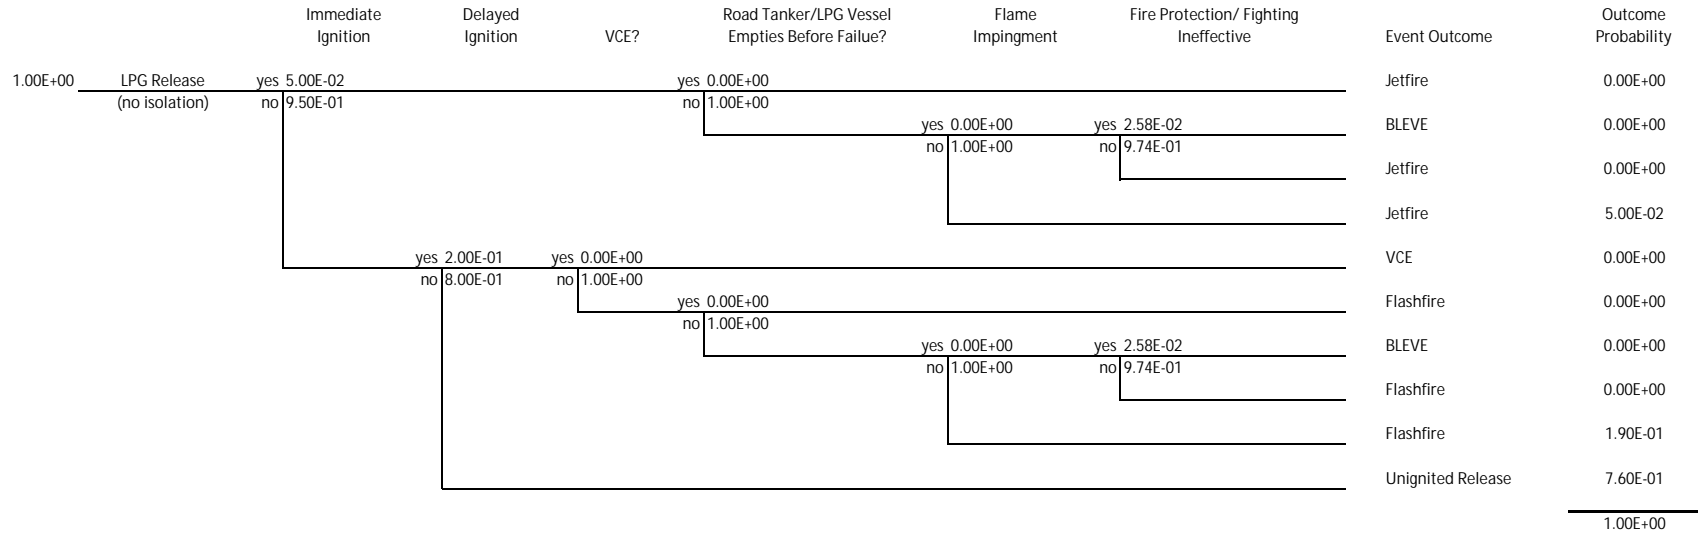 Immediate Delayed Road Tanker/LPG Vessel Flame Fire Protection/ Fighting Outcome
Ignition Ignition VCE? Empties Before Failue? Impingment Ineffective Event Outcome Probability
1.00E+00 LPG Release yes 5.00E-02 yes 0.00E+00 Jetfire 0.00E+00
(no isolation) no 9.50E-01 no 1.00E+00
yes 0.00E+00 yes 2.58E-02 BLEVE 0.00E+00
no 1.00E+00 no 9.74E-01
Jetfire 0.00E+00
Jetfire 5.00E-02
yes 2.00E-01 yes 0.00E+00 VCE 0.00E+00
no 8.00E-01 no 1.00E+00
yes 0.00E+00 Flashfire 0.00E+00
no 1.00E+00
yes 0.00E+00 yes 2.58E-02 BLEVE 0.00E+00
no 1.00E+00 no 9.74E-01
Flashfire 0.00E+00
Flashfire 1.90E-01
Unignited Release 7.60E-01
1.00E+00